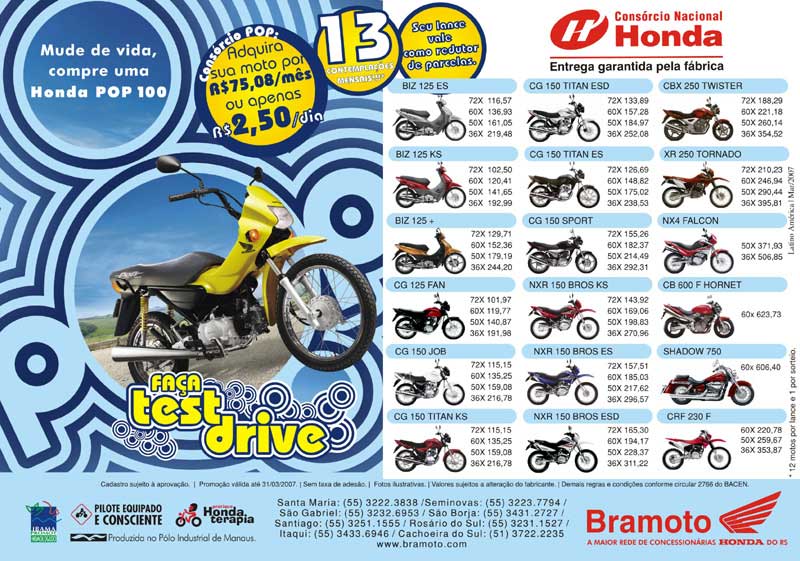 Mude de vida,
compre uma
Honda POP 100
Consórcio POP:
Adquira
sua moto por
R$75,08/mês
ou apenas
R$2,50/dia
13
CONTEMPLAÇÕES
MENSAIS***
Seu lance
vale
como redutor
de parcelas.
POP
100
FAÇA
test
drive
Consórcio Nacional
Honda
Entrega garantida pela fábrica
BIZ 125 ES
72X 116,57
60X 136,93
50X 161,05
36X 219,48
CG 150 TITAN ESD
72X 133,89
60X 157,28
50X 184,97
36X 252,08
CBX 250 TWISTER
72X 188,29
60X 221,18
50X 260,14
36X 354,52
BIZ 125 KS
72X 102,50
60X 120,41
50X 141,65
36X 192,99
CG 150 TITAN ES
72X 126,69
60X 148,82
50X 175,02
36X 238,53
XR 250 TORNADO
72X 210,23
60X 246,94
50X 290,44
36X 395,81
BIZ 125 +
72X 129,71
60X 152,36
50X 179,19
36X 244,20
CG 150 SPORT
72X 155,26
60X 182,37
50X 214,49
36X 292,31
NX4 FALCON
50X 371,93
36X 506,85
CG 125 FAN
72X 101,97
60X 119,77
50X 140,87
36X 191,98
NXR 150 BROS KS
72X 143,92
60X 169,06
50X 198,83
36X 270,96
CB 600 F HORNET
60x 623,73
CG 150 JOB
72X 115,15
60X 135,25
50X 159,08
36X 216,78
NXR 150 BROS ES
72X 157,51
60X 185,03
50X 217,62
36X 296,57
SHADOW 750
60x 606,40
CG 150 TITAN KS
72X 115,15
60X 135,25
50X 159,08
36X 216,78
NXR 150 BROS ESD
72X 165,30
60X 194,17
50X 228,37
36X 311,22
CRF 230 F
60X 220,78
50X 259,67
36X 353,87
Latino América | Mar/2007
* 12 motos por lance e 1 por sorteio.
Cadastro sujeito à aprovação. | Promoção válida até 31/03/2007. | Sem taxa de adesão. | Fotos ilustrativas. | Valores sujeitos a alteração do fabricante. | Demais regras e condições conforme circular 2766 do BACEN.
IBAMA
PILOTE EQUIPADO
E CONSCIENTE
Honda
terapia
Produzida no Pólo Industrial de Manaus.
Santa Maria: (55) 3222.3838 /Seminovas: (55) 3223.7794 /
São Gabriel: (55) 3232.6953 / São Borja: (55) 3431.2727 /
Santiago: (55) 3251.1555 / Rosário do Sul: (55) 3231.1527 /
Itaqui: (55) 3433.6946 / Cachoeira do Sul: (51) 3722.2235
www.bramoto.com
Bramoto
A MAIOR REDE DE CONCESSIONÁRIAS HONDA DO RS